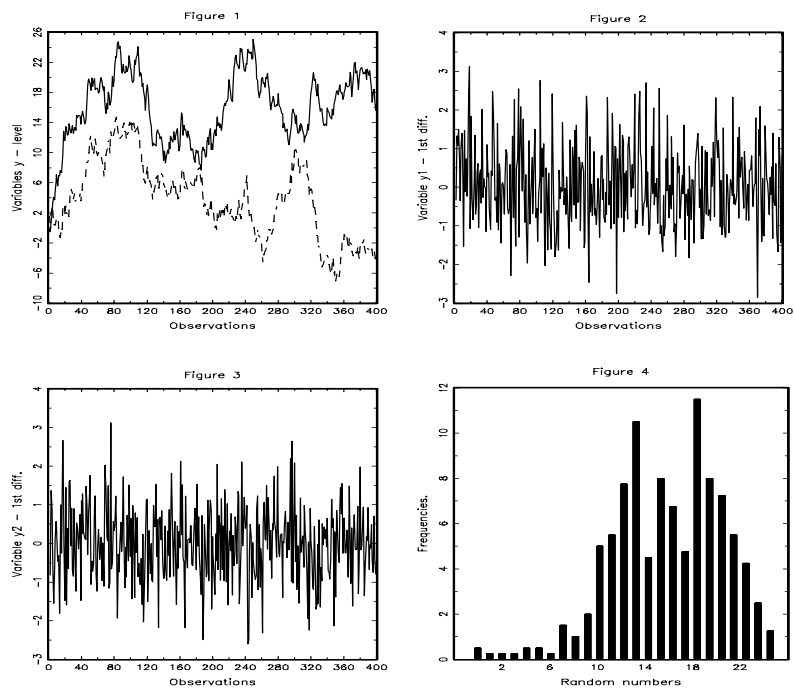 Figure 1
Variables y - level
26
22
18
14
10
6
2
-2
-6
-10
0 40 80 120 160 200 240 280 320 360 400
Observations
Figure 2
Variable y1 - 1st diff.
4
3
2
1
0
-1
-2
-3
0 40 80 120 160 200 240 280 320 360 400
Observations
Figure 3
Variable y2 - 1st diff.
4
3
2
1
0
-1
-2
-3
0 40 80 120 160 200 240 280 320 360 400
Observations
Figure 4
Frequencies.
12
10
8
6
4
2
0
2 6 10 14 18 22
Random numbers